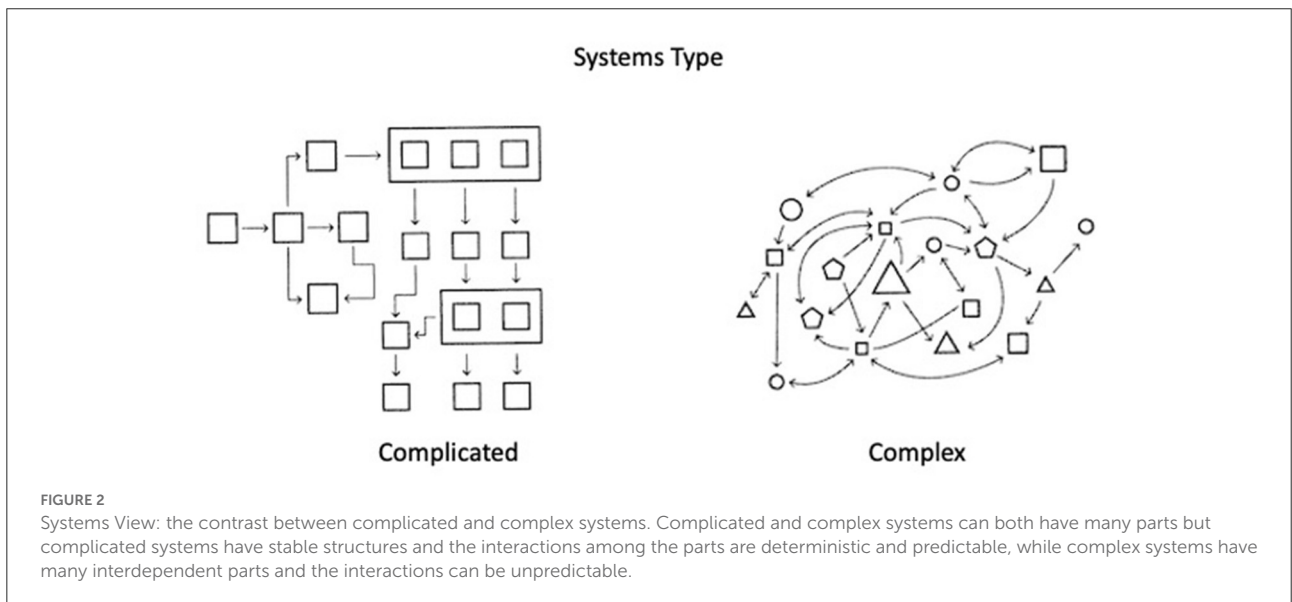 Systems Type
Complicated
Complex
FIGURE 2
Systems View: the contrast between complicated and complex systems. Complicated and complex systems can both have many parts but
complicated systems have stable structures and the interactions among the parts are deterministic and predictable, while complex systems have
many interdependent parts and the interactions can be unpredictable.